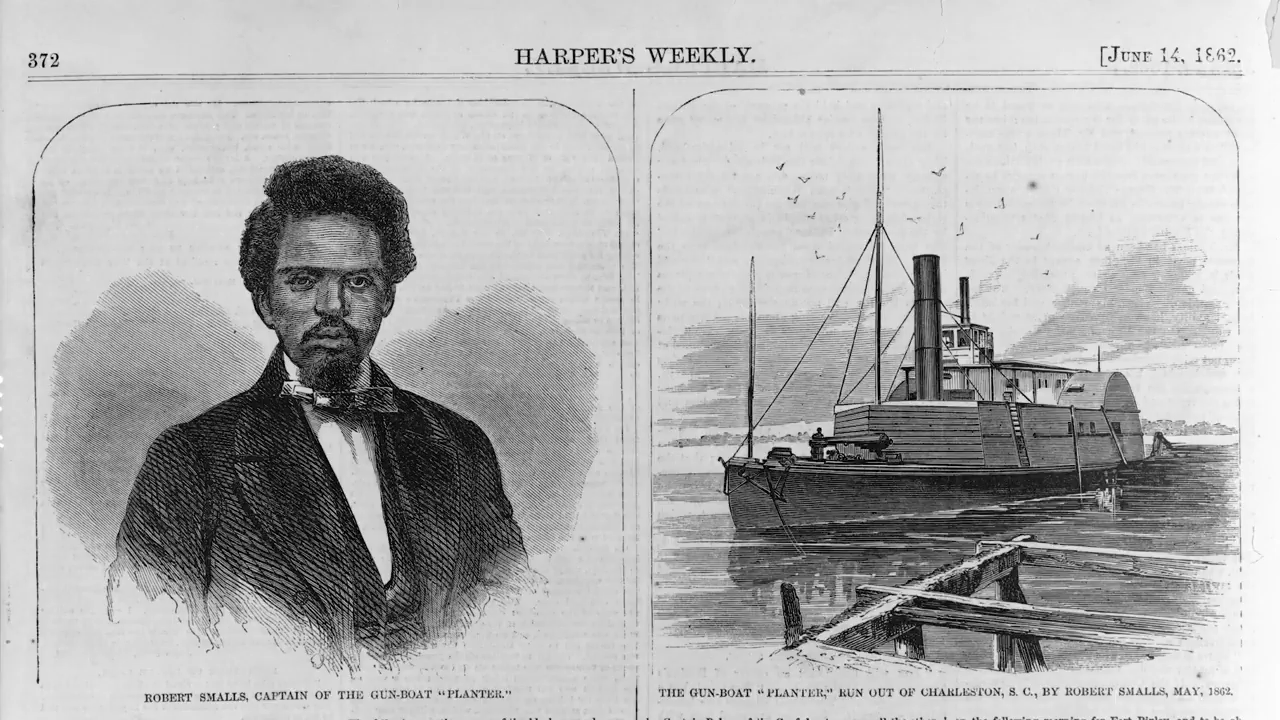 372
HARPER'S WEEKLY.
[JUNE 14, 1862.
ROBERT SMALLS, CAPTAIN OF THE GUN-BOAT "PLANTER."
THE GUN-BOAT "PLANTER," RUN OUT OF CHARLESTON, S. C., BY ROBERT SMALLS, MAY, 1862.